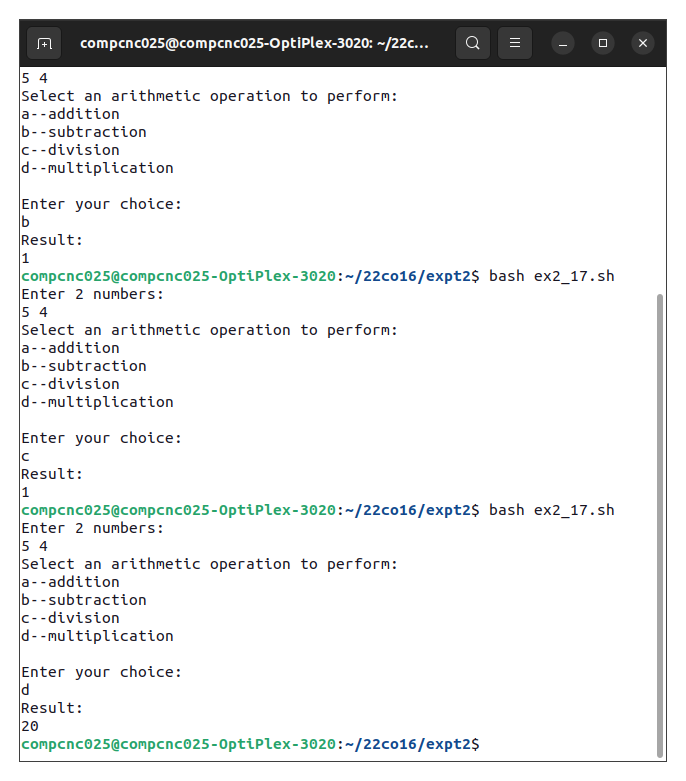 compcnc025@compcnc025-OptiPlex-3020: ~/22c...
5 4
Select an arithmetic operation to perform:
a--addition
b--subtraction
c--division
d--multiplication
Enter your choice:
b
Result:
1
compcnc025@compcnc025-OptiPlex-3020:~/22co16/expt2$ bash ex2_17.sh
Enter 2 numbers:
5 4
Select an arithmetic operation to perform:
a--addition
b--subtraction
c--division
d--multiplication
Enter your choice:
c
Result:
1
compcnc025@compcnc025-OptiPlex-3020:~/22co16/expt2$ bash ex2_17.sh
Enter 2 numbers:
5 4
Select an arithmetic operation to perform:
a--addition
b--subtraction
c--division
d--multiplication
Enter your choice:
d
Result:
20
compcnc025@compcnc025-OptiPlex-3020:~/22co16/expt2$